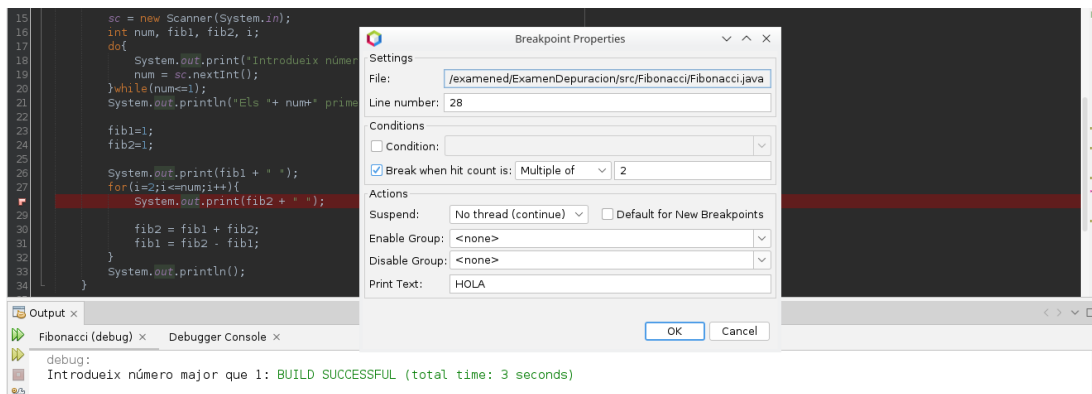 15 sc = new Scanner(System.in);
16 int num, fib1, fib2, i;
17 do{
18 System.out.print("Introdueix númer
19 num = sc.nextInt();
20 }while(num<=1);
21 System.out.println("Els "+ num+" prime
22
23 fib1=1;
24 fib2=1;
25
26 System.out.print(fib1 + " ");
27 for(i=2;i<=num;i++){
System.out.print(fib2 + " ");
29
30 fib2 = fib1 + fib2;
31 fib1 = fib2 - fib1;
32 }
33 System.out.println();
34 }
Breakpoint Properties
Settings
File: /examened/ExamenDepuracion/src/Fibonacci/Fibonacci.java
Line number: 28
Conditions
Condition:
Break when hit count is: Multiple of 2
Actions
Suspend: No thread (continue) Default for New Breakpoints
Enable Group: <none>
Disable Group: <none>
Print Text: HOLA
OK Cancel
Output ×
Fibonacci (debug) × Debugger Console ×
debug:
Introdueix número major que 1: BUILD SUCCESSFUL (total time: 3 seconds)